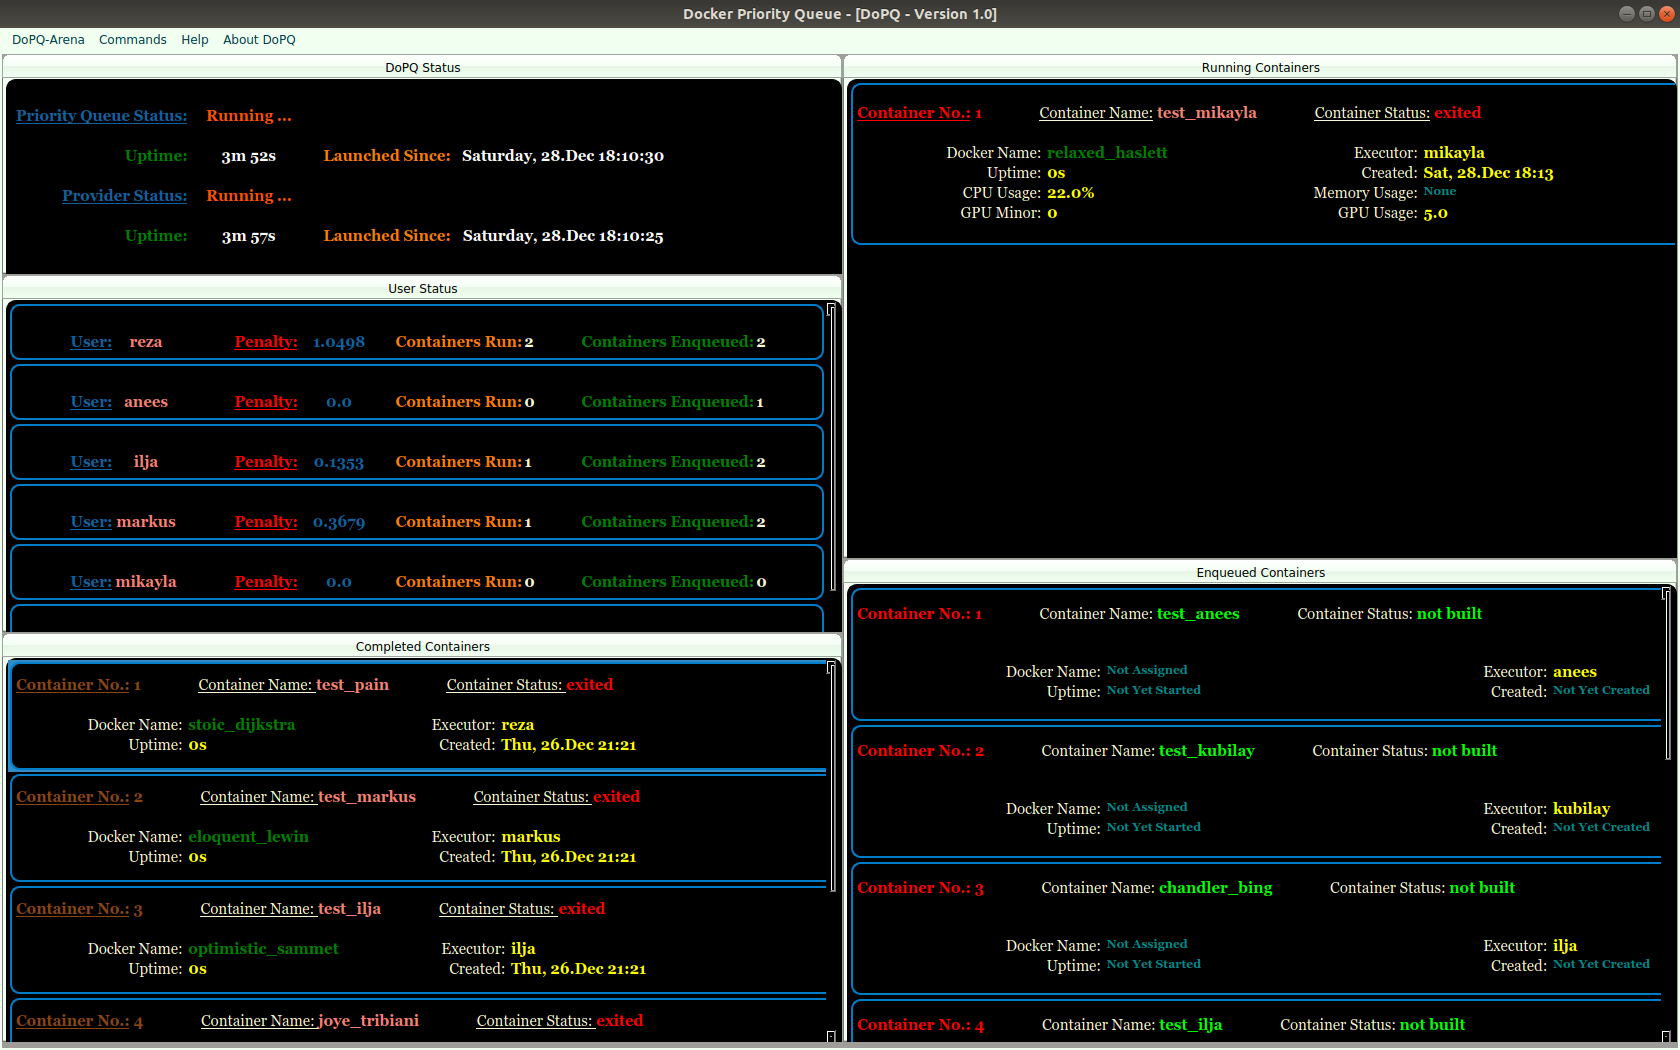 Docker Priority Queue - [DoPQ - Version 1.0]
DoPQ-Arena Commands Help About DoPQ
DoPQ Status
Priority Queue Status: Running ...
Uptime: 3m 52s Launched Since: Saturday, 28.Dec 18:10:30
Provider Status: Running ...
Uptime: 3m 57s Launched Since: Saturday, 28.Dec 18:10:25
User Status
User: reza Penalty: 1.0498 Containers Run: 2 Containers Enqueued: 2
User: anees Penalty: 0.0 Containers Run: 0 Containers Enqueued: 1
User: ilja Penalty: 0.1353 Containers Run: 1 Containers Enqueued: 2
User: markus Penalty: 0.3679 Containers Run: 1 Containers Enqueued: 2
User: mikayla Penalty: 0.0 Containers Run: 0 Containers Enqueued: 0
Completed Containers
Container No.: 1 Container Name: test_pain Container Status: exited
Docker Name: stoic_dijkstra Executor: reza
Uptime: 0s Created: Thu, 26.Dec 21:21
Container No.: 2 Container Name: test_markus Container Status: exited
Docker Name: eloquent_lewin Executor: markus
Uptime: 0s Created: Thu, 26.Dec 21:21
Container No.: 3 Container Name: test_ilja Container Status: exited
Docker Name: optimistic_sammet Executor: ilja
Uptime: 0s Created: Thu, 26.Dec 21:21
Container No.: 4 Container Name: joye_tribiani Container Status: exited
Running Containers
Container No.: 1 Container Name: test_mikayla Container Status: exited
Docker Name: relaxed_haslett Executor: mikayla
Uptime: 0s Created: Sat, 28.Dec 18:13
CPU Usage: 22.0% Memory Usage: None
GPU Minor: 0 GPU Usage: 5.0
Enqueued Containers
Container No.: 1 Container Name: test_anees Container Status: not built
Docker Name: Not Assigned Executor: anees
Uptime: Not Yet Started Created: Not Yet Created
Container No.: 2 Container Name: test_kubilay Container Status: not built
Docker Name: Not Assigned Executor: kubilay
Uptime: Not Yet Started Created: Not Yet Created
Container No.: 3 Container Name: chandler_bing Container Status: not built
Docker Name: Not Assigned Executor: ilja
Uptime: Not Yet Started Created: Not Yet Created
Container No.: 4 Container Name: test_ilja Container Status: not built